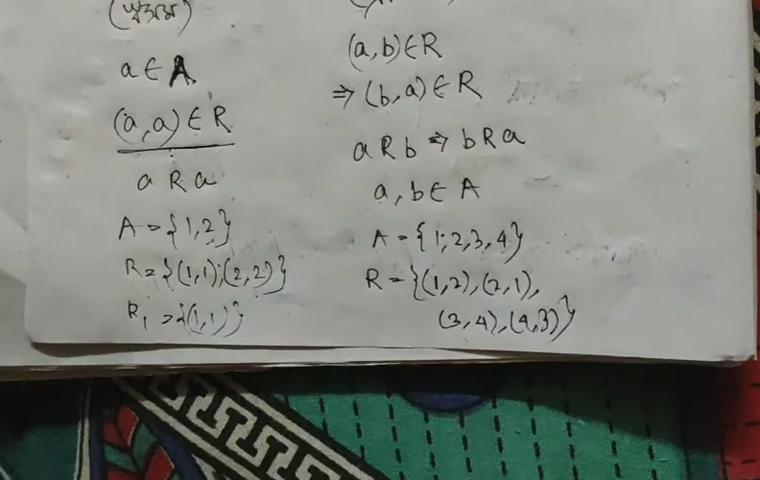 a ∈ A
(a,a) ∈ R
a R a
A = {1,2}
R = {(1,1),(2,2)}
R₁ = {(1,1)}
(a,b) ∈ R
⇒ (b,a) ∈ R
a R b ⇒ b R a
a, b ∈ A
A = {1,2,3,4}
R = {(1,2),(2,1),
(3,4),(4,3)}